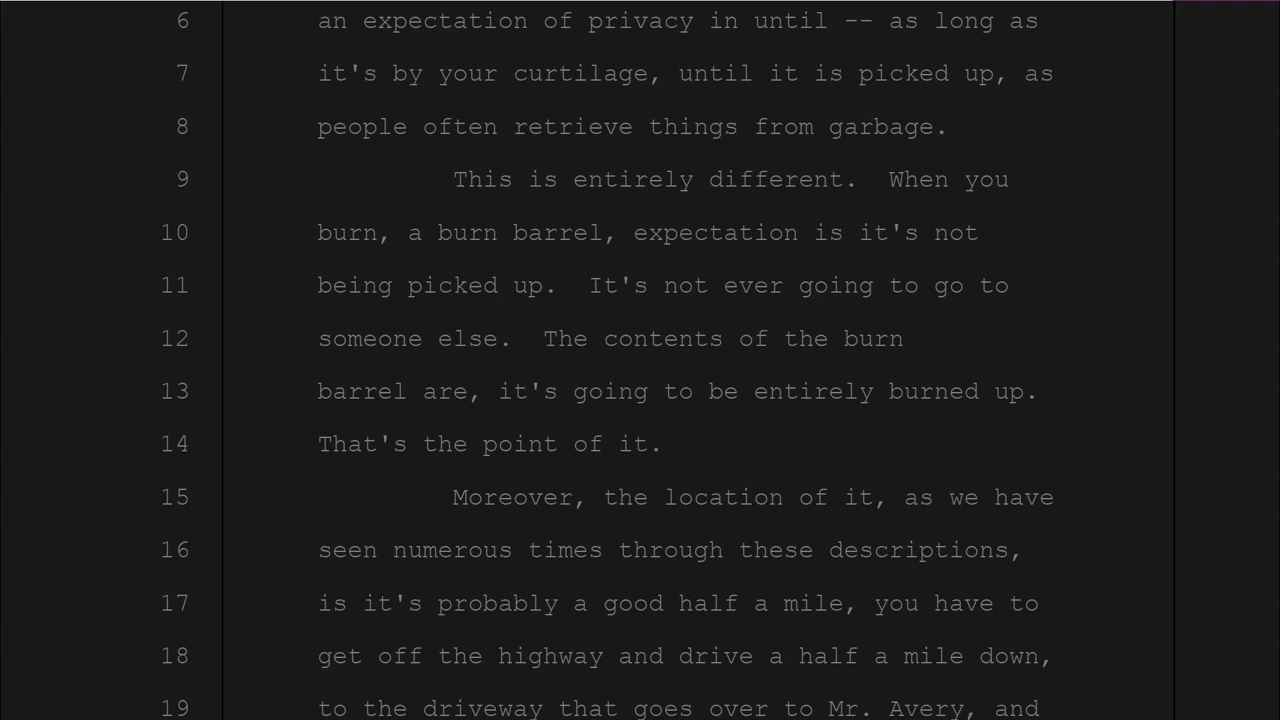 6 an expectation of privacy in until -- as long as
7 it's by your curtilage, until it is picked up, as
8 people often retrieve things from garbage.
9 This is entirely different.  When you
10 burn, a burn barrel, expectation is it's not
11 being picked up.  It's not ever going to go to
12 someone else.  The contents of the burn
13 barrel are, it's going to be entirely burned up.
14 That's the point of it.
15 Moreover, the location of it, as we have
16 seen numerous times through these descriptions,
17 is it's probably a good half a mile, you have to
18 get off the highway and drive a half a mile down,
19 to the driveway that goes over to Mr. Avery, and